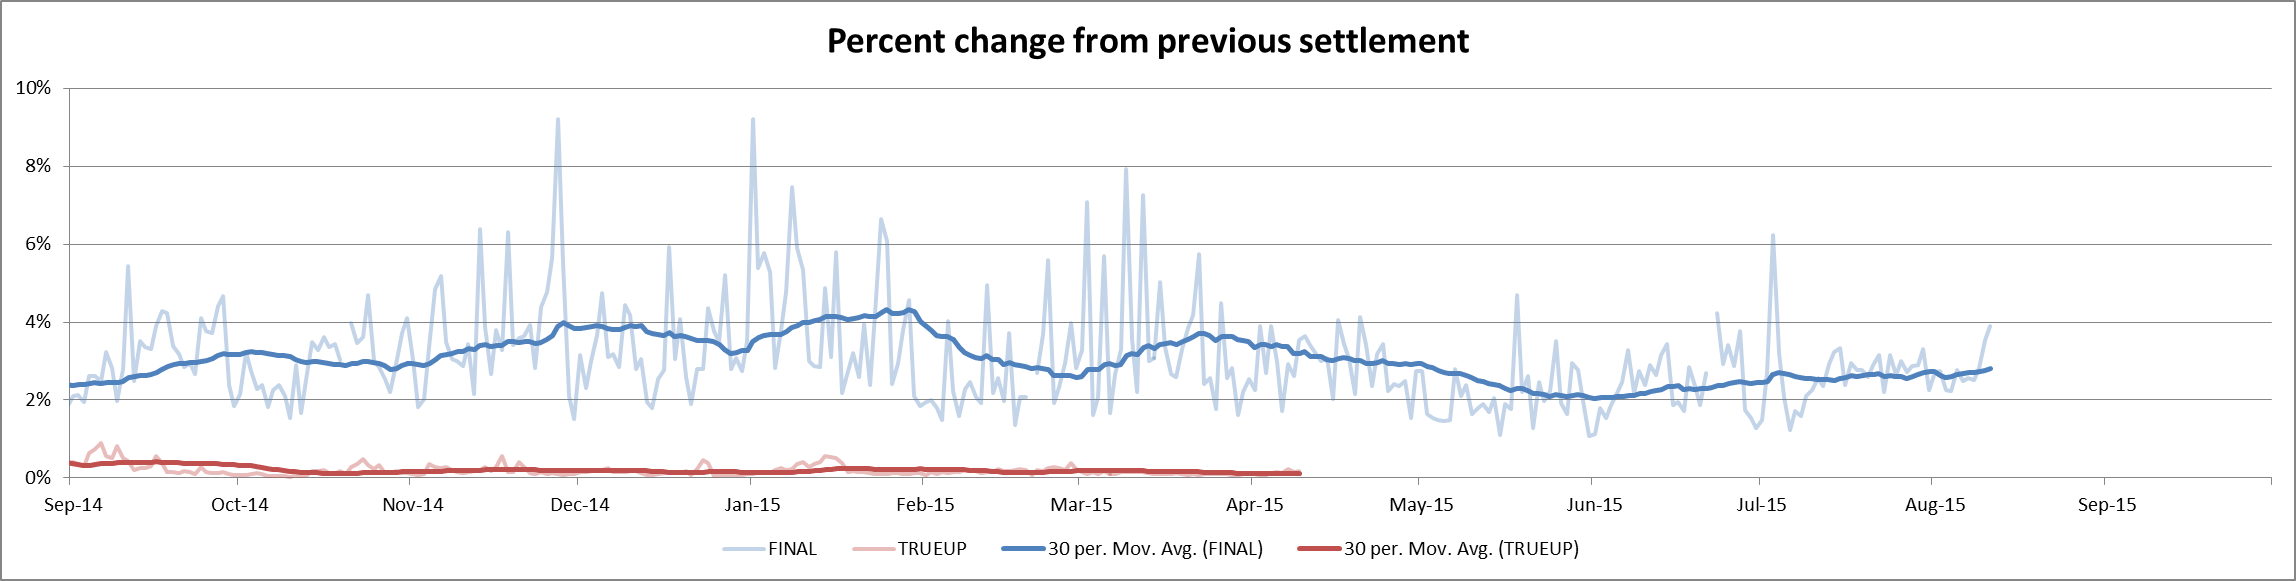 Percent change from previous settlement
10%
8%
6%
4%
2%
0%
Sep-14 Oct-14 Nov-14 Dec-14 Jan-15 Feb-15 Mar-15 Apr-15 May-15 Jun-15 Jul-15 Aug-15 Sep-15
FINAL TRUEUP 30 per. Mov. Avg. (FINAL) 30 per. Mov. Avg. (TRUEUP)